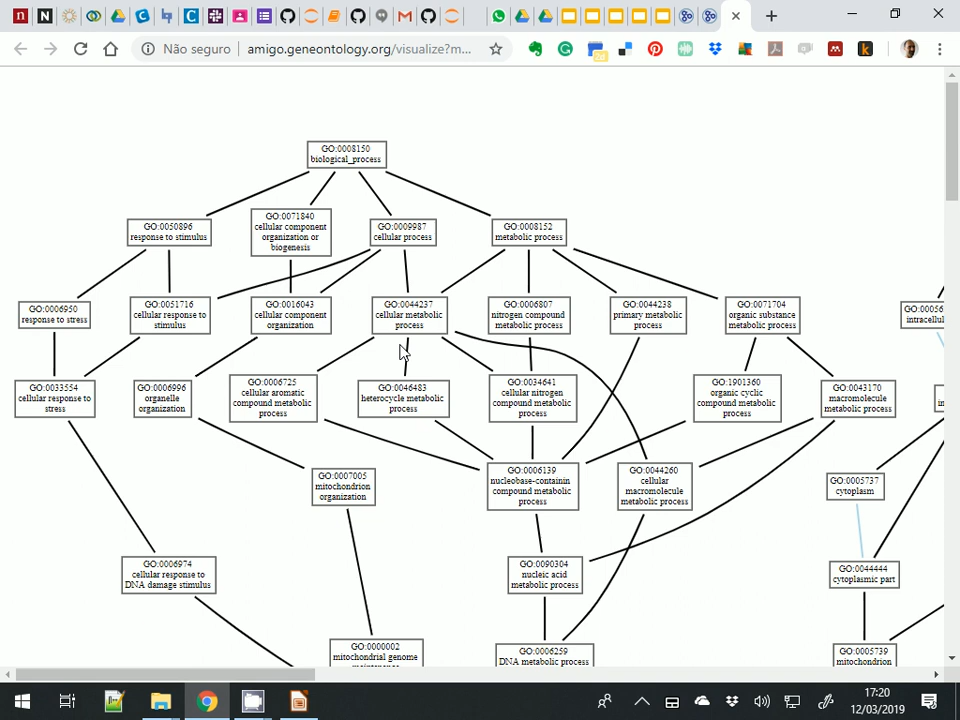 Não seguro
amigo.geneontology.org/visualize?m...
GO:0008150
biological_process
GO:0050896
response to stimulus
GO:0071840
cellular component
organization or
biogenesis
GO:0009987
cellular process
GO:0008152
metabolic process
GO:0006950
response to stress
GO:0051716
cellular response to
stimulus
GO:0016043
cellular component
organization
GO:0044237
cellular metabolic
process
GO:0006807
nitrogen compound
metabolic process
GO:0044238
primary metabolic
process
GO:0071704
organic substance
metabolic process
GO:00056
intracellul
GO:0033554
cellular response to
stress
GO:0006996
organelle
organization
GO:0006725
cellular aromatic
compound metabolic
process
GO:0046483
heterocycle metabolic
process
GO:0034641
cellular nitrogen
compound metabolic
process
GO:1901360
organic cyclic
compound metabolic
process
GO:0043170
macromolecule
metabolic process
GO:0007005
mitochondrion
organization
GO:0006139
nucleobase-containin
compound metabolic
process
GO:0044260
cellular
macromolecule
metabolic process
GO:0005737
cytoplasm
GO:0006974
cellular response to
DNA damage stimulus
GO:0090304
nucleic acid
metabolic process
GO:0044444
cytoplasmic part
GO:0000002
mitochondrial genome
GO:0006259
DNA metabolic process
GO:0005739
mitochondrion
17:20
12/03/2019